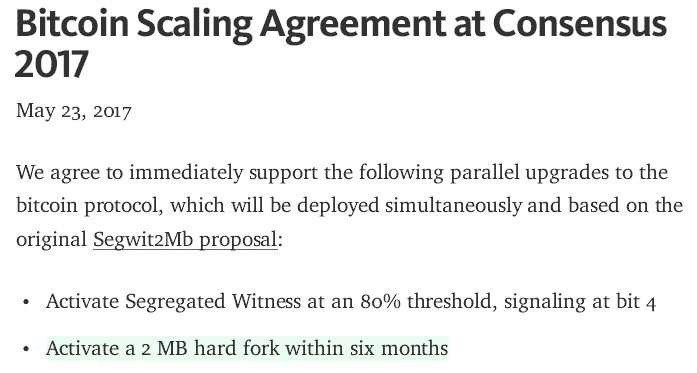 Bitcoin Scaling Agreement at Consensus
2017
May 23, 2017
We agree to immediately support the following parallel upgrades to the
bitcoin protocol, which will be deployed simultaneously and based on the
original Segwit2Mb proposal:
• Activate Segregated Witness at an 80% threshold, signaling at bit 4
• Activate a 2 MB hard fork within six months